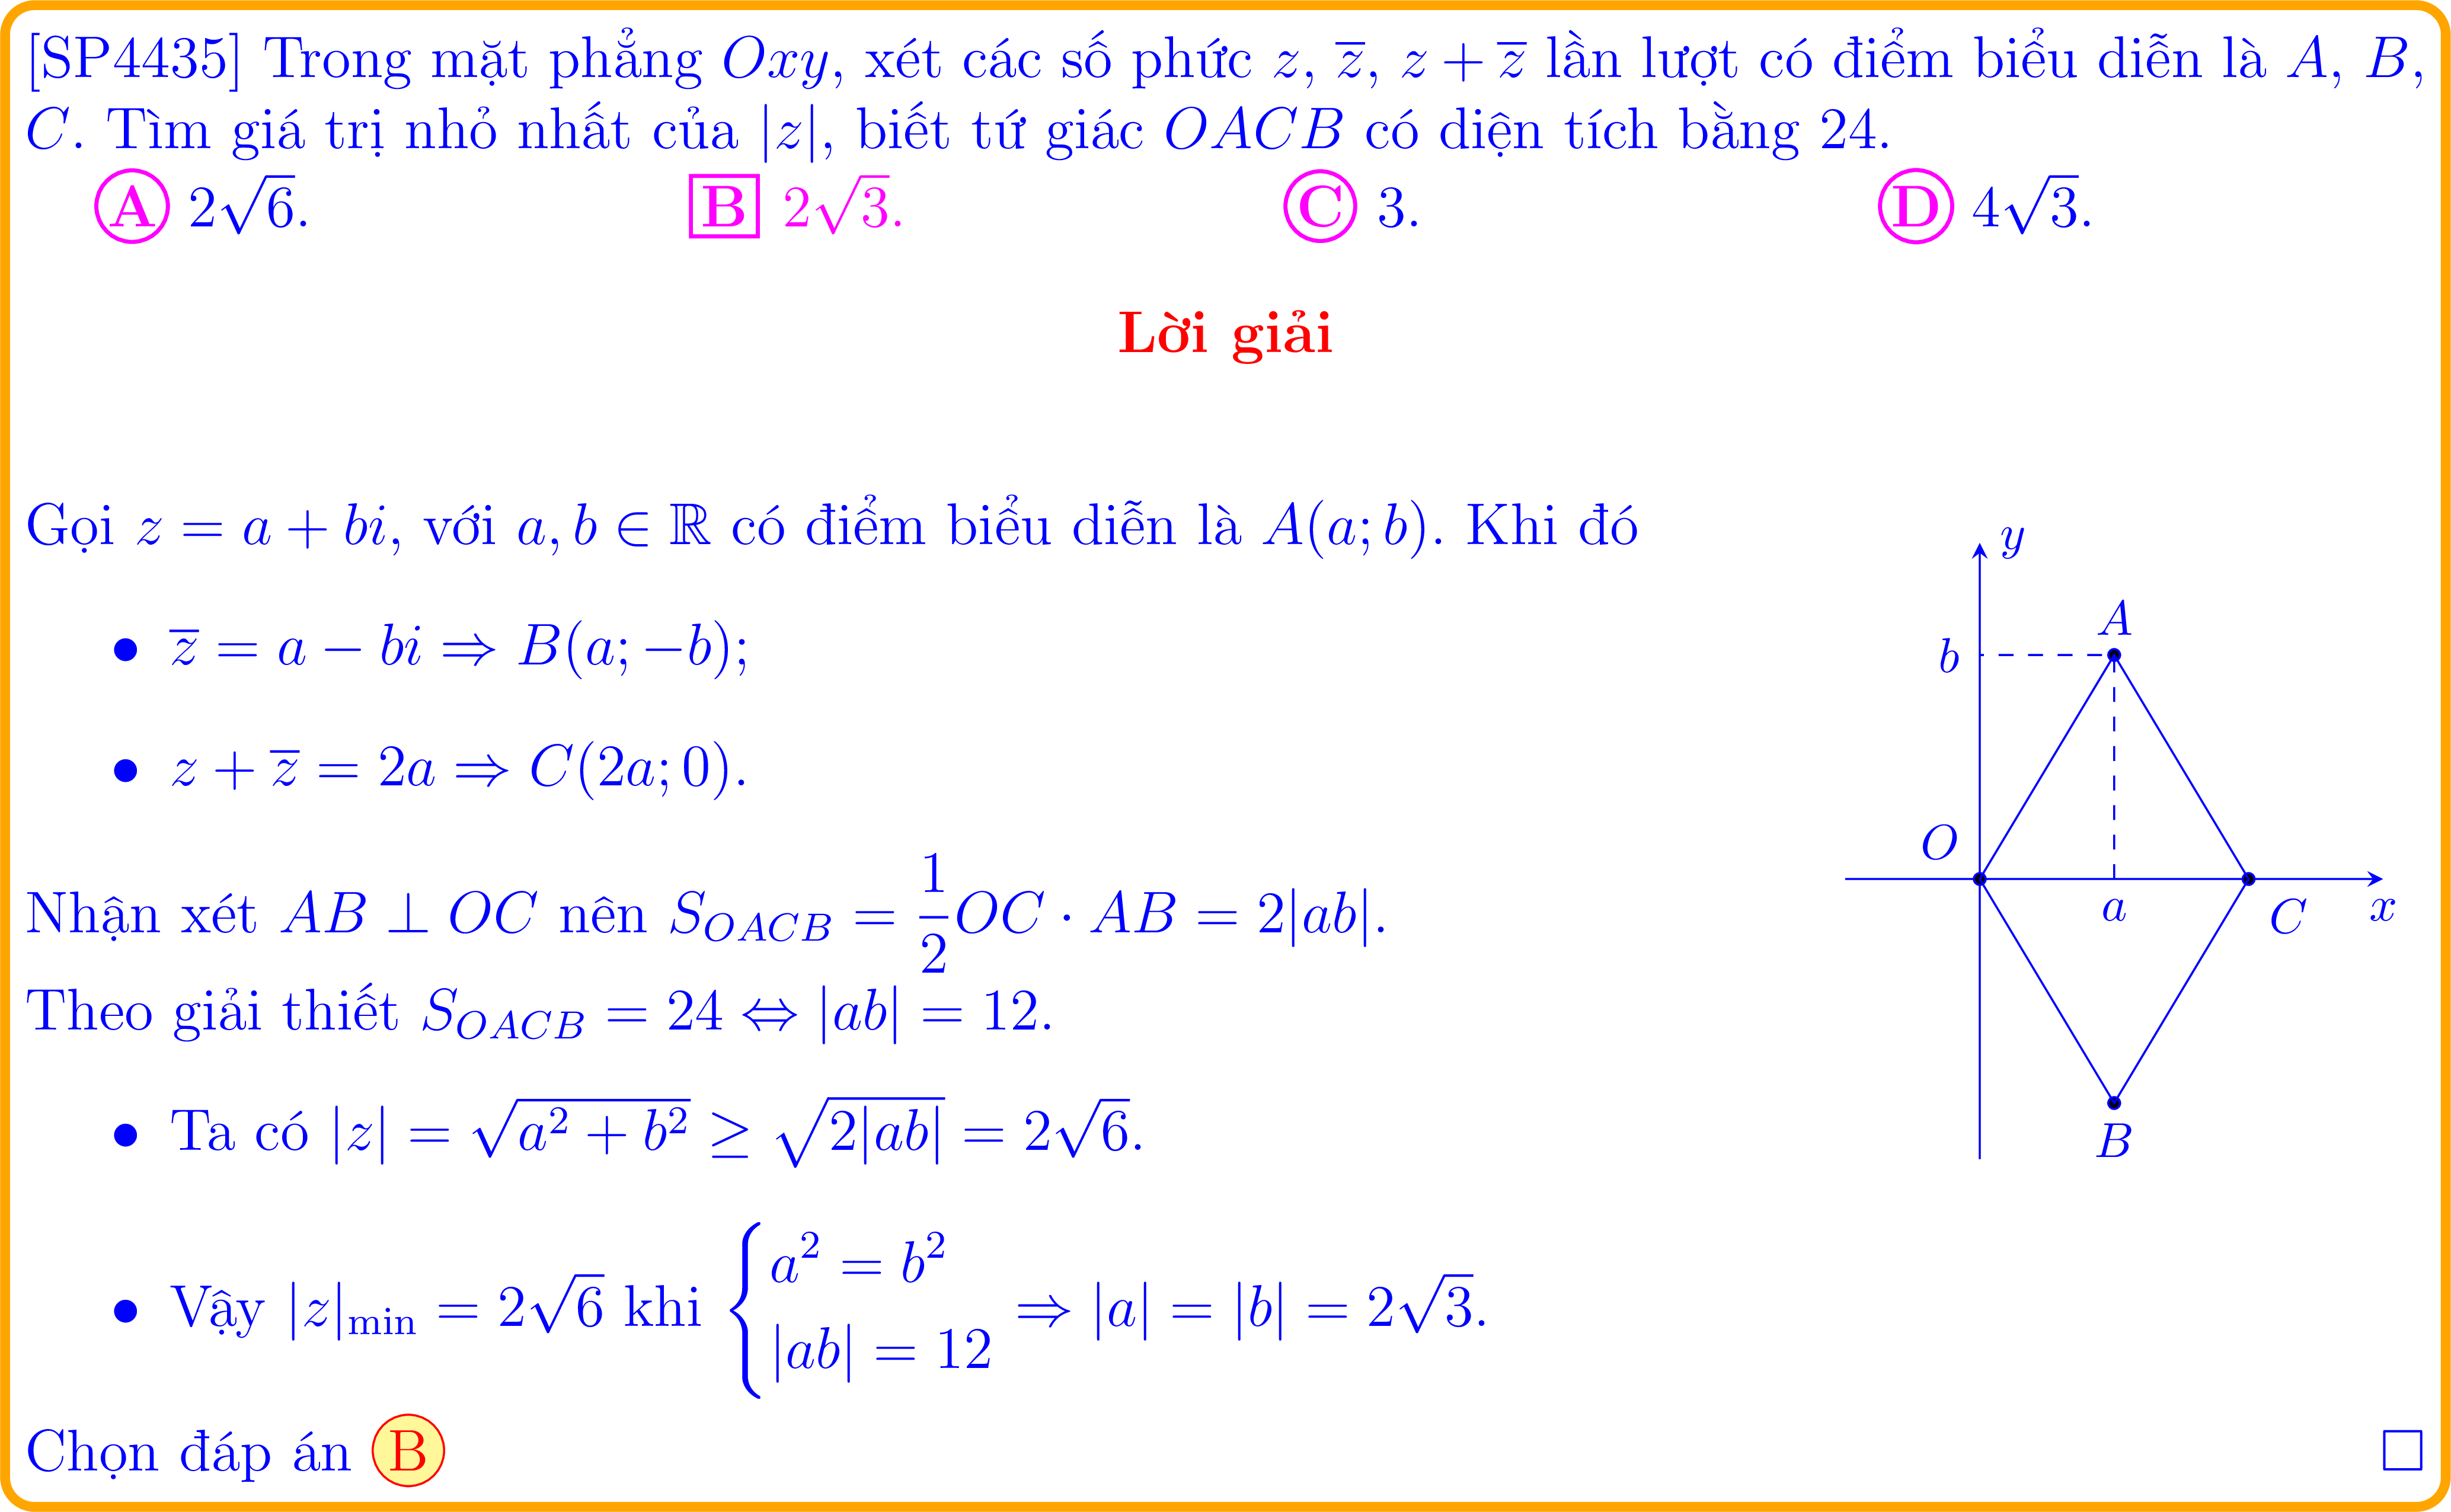 [SP4435] Trong mặt phẳng $Oxy$, xét các số phức $z$, $\overline{z}$, $z + \overline{z}$ lần lượt có điểm biểu diễn là $A$, $B$,
$C$. Tìm giá trị nhỏ nhất của $|z|$, biết tứ giác $OACB$ có diện tích bằng 24.
A $2\sqrt{6}$. B $2\sqrt{3}$. C 3. D $4\sqrt{3}$.
Lời giải
Gọi $z = a + bi$, với $a, b \in \mathbb{R}$ có điểm biểu diễn là $A(a; b)$. Khi đó
• $\overline{z} = a - bi \Rightarrow B(a; -b)$;
• $z + \overline{z} = 2a \Rightarrow C(2a; 0)$.
Nhận xét $AB \perp OC$ nên $S_{OACB} = \dfrac{1}{2} OC \cdot AB = 2|ab|$.
Theo giải thiết $S_{OACB} = 24 \Leftrightarrow |ab| = 12$.
• Ta có $|z| = \sqrt{a^2 + b^2} \geq \sqrt{2|ab|} = 2\sqrt{6}$.
• Vậy $|z|_{\min} = 2\sqrt{6}$ khi $\begin{cases} a^2 = b^2 \\ |ab| = 12 \end{cases} \Rightarrow |a| = |b| = 2\sqrt{3}$.
Chọn đáp án B □
y
A
b
O
a
C
x
B